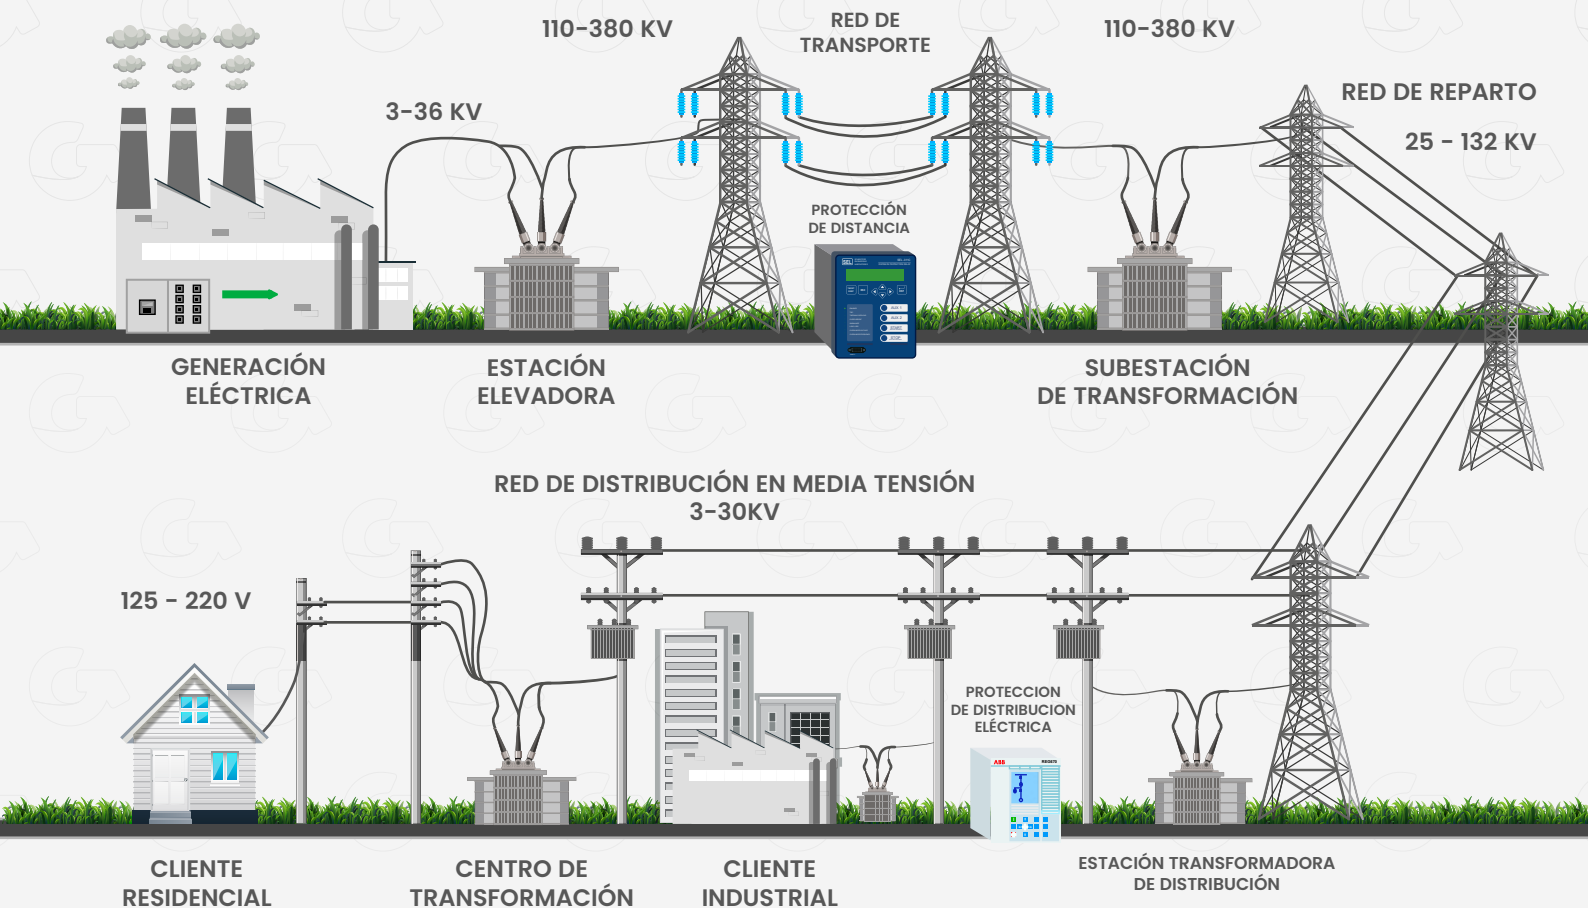 110-380 KV
RED DE
TRANSPORTE
110-380 KV
3-36 KV
RED DE REPARTO
25 - 132 KV
PROTECCIÓN
DE DISTANCIA
SEL
GENERACIÓN
ELÉCTRICA
ESTACIÓN
ELEVADORA
SUBESTACIÓN
DE TRANSFORMACIÓN
RED DE DISTRIBUCIÓN EN MEDIA TENSIÓN
3-30KV
125 - 220 V
PROTECCION
DE DISTRIBUCION
ELÉCTRICA
ABB
CLIENTE
RESIDENCIAL
CENTRO DE
TRANSFORMACIÓN
CLIENTE
INDUSTRIAL
ESTACIÓN TRANSFORMADORA
DE DISTRIBUCIÓN